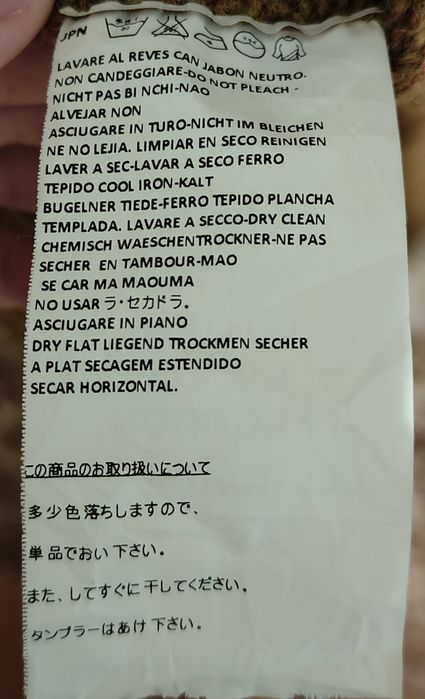 JPN
LAVARE AL REVES CAN JABON NEUTRO.
NON CANDEGGIARE-DO NOT PLEACH -
NICHT PAS BI NCHI-NAO
ALVEJAR NON
ASCIUGARE IN TURO-NICHT IM BLEICHEN
NE NO LEJIA. LIMPIAR EN SECO REINIGEN
LAVER A SEC-LAVAR A SECO FERRO
TEPIDO COOL IRON-KALT
BUGELNER TIEDE-FERRO TEPIDO PLANCHA
TEMPLADA. LAVARE A SECCO-DRY CLEAN
CHEMISCH WAESCHENTROCKNER-NE PAS
SECHER EN TAMBOUR-MAO
SE CAR MA MAOUMA
NO USAR ラ・セカドラ.
ASCIUGARE IN PIANO
DRY FLAT LIEGEND TROCKMEN SECHER
A PLAT SECAGEM ESTENDIDO
SECAR HORIZONTAL.
この商品のお取り扱いについて
多少色落ちしますので、
単品でおい下さい。
また、してすぐに干してください。
タンブラーはあけ下さい。